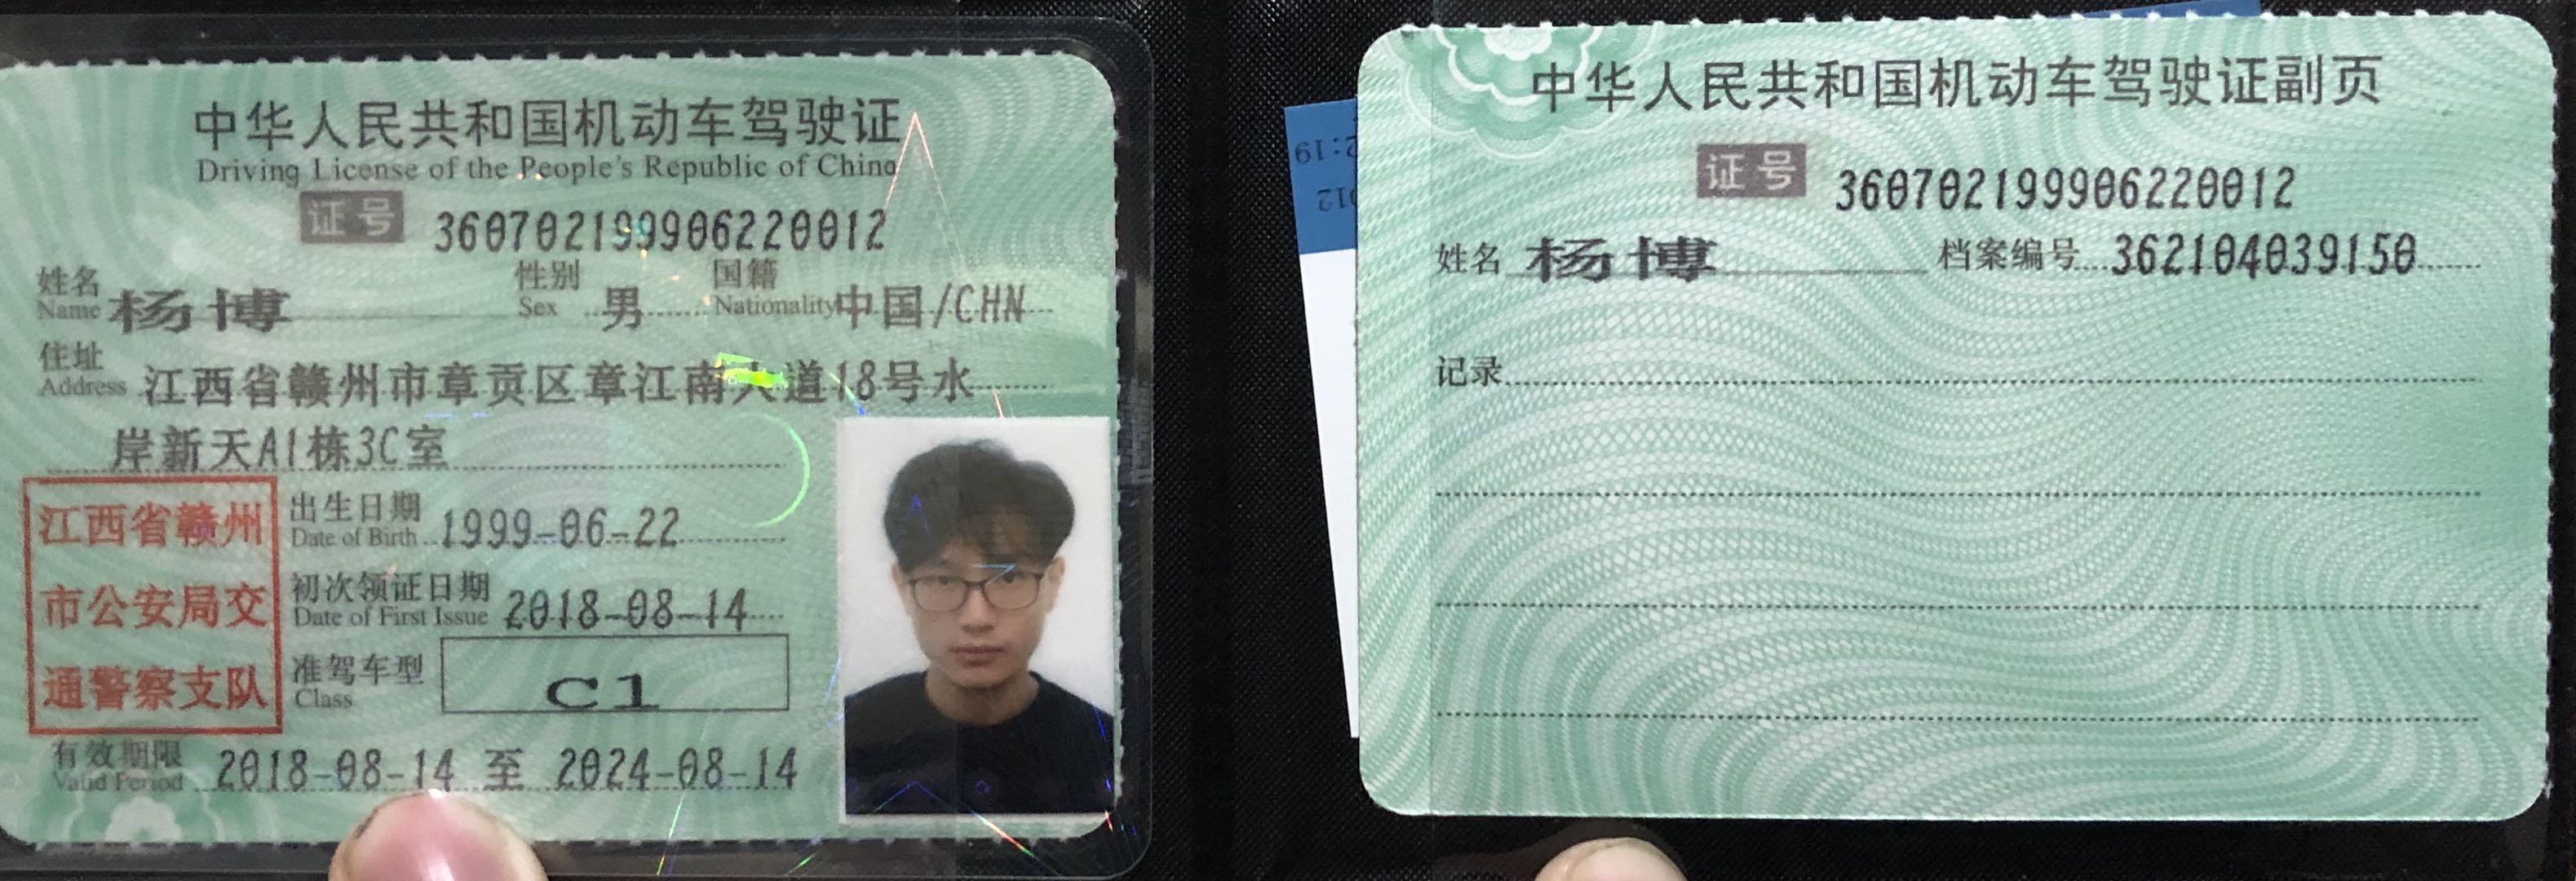 中华人民共和国机动车驾驶证
Driving License of the People's Republic of China
证号 360702199906220012
姓名 杨博 性别 男 国籍 中国/CHN
Name Sex Nationality
住址 江西省赣州市章贡区章江南大道18号水
Address
岸新天A1栋3C室
江西省赣州
市公安局交
通警察支队
出生日期 1999-06-22
Date of Birth
初次领证日期 2018-08-14
Date of First Issue
准驾车型 C1
Class
有效期限 2018-08-14 至 2024-08-14
Valid Period
中华人民共和国机动车驾驶证副页
证号 360702199906220012
姓名 杨博 档案编号 362104039150
记录